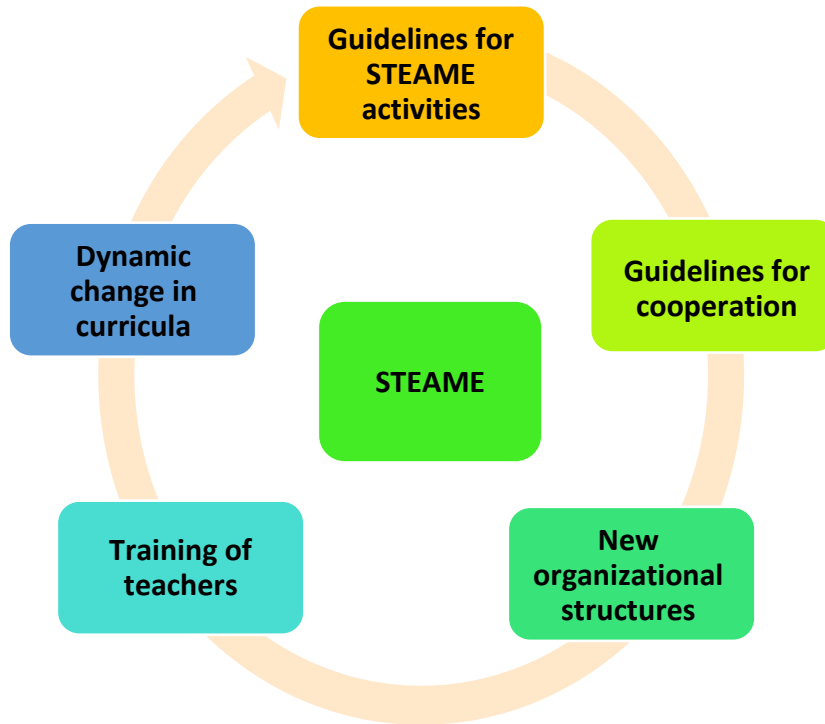 Guidelines for
STEAME
activities
Guidelines for
cooperation
New
organizational
structures
Training of
teachers
Dynamic
change in
curricula
STEAME